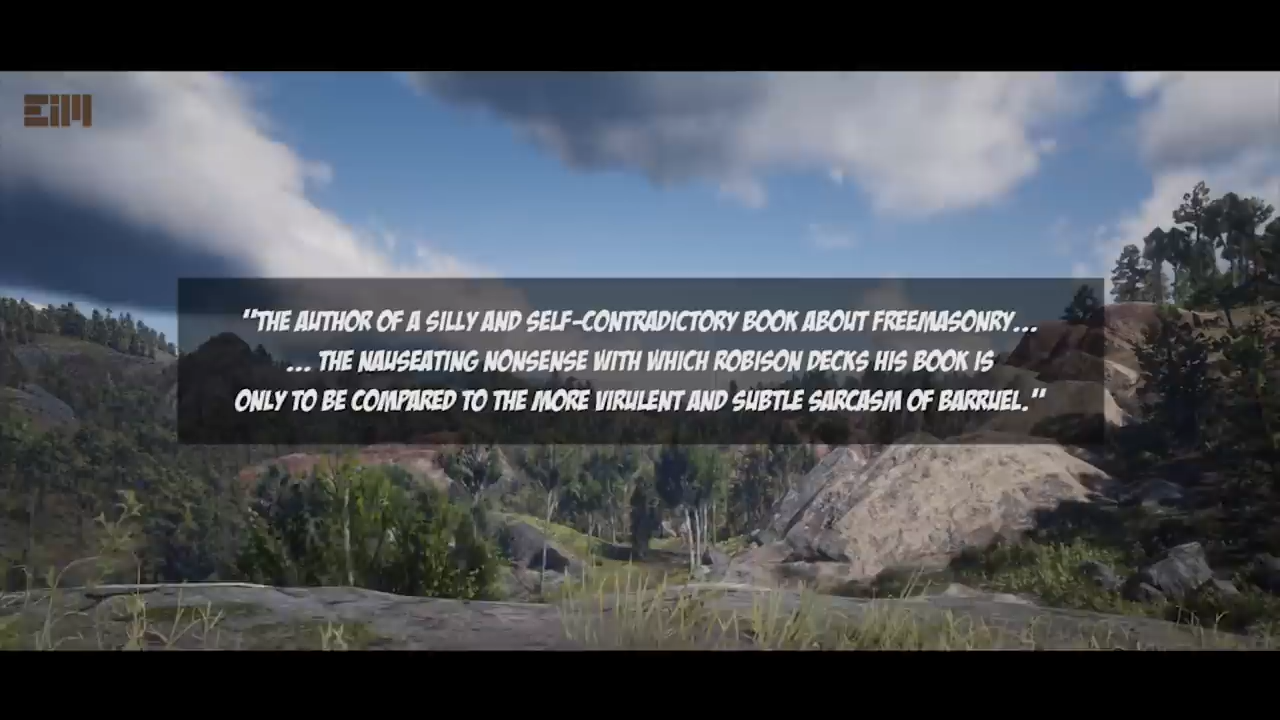 EIM
"THE AUTHOR OF A SILLY AND SELF-CONTRADICTORY BOOK ABOUT FREEMASONRY...
... THE NAUSEATING NONSENSE WITH WHICH ROBISON DECKS HIS BOOK IS
ONLY TO BE COMPARED TO THE MORE VIRULENT AND SUBTLE SARCASM OF BARRUEL."